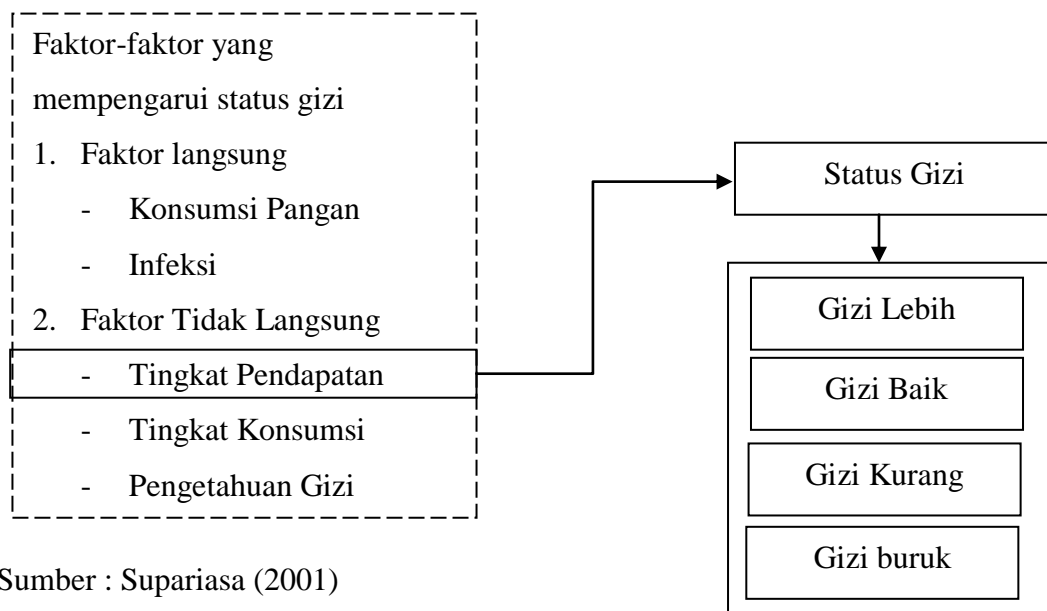 Faktor-faktor yang
mempengarui status gizi
1. Faktor langsung
- Konsumsi Pangan
- Infeksi
2. Faktor Tidak Langsung
- Tingkat Pendapatan
- Tingkat Konsumsi
- Pengetahuan Gizi
Status Gizi
Gizi Lebih
Gizi Baik
Gizi Kurang
Gizi buruk
Sumber : Supariasa (2001)